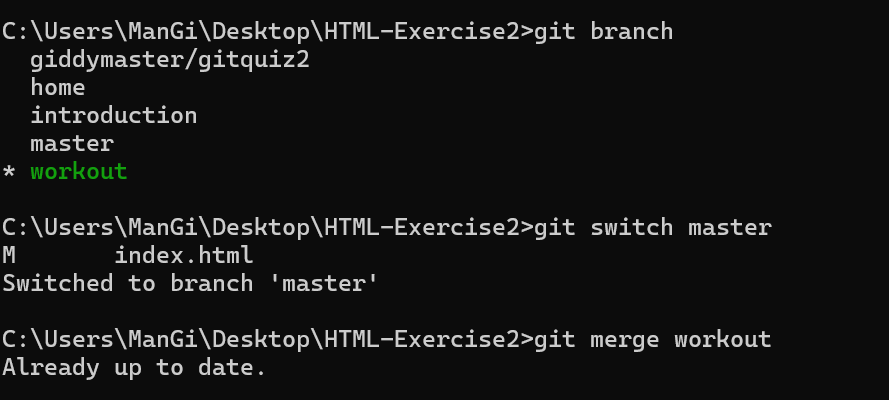 C:\Users\ManGi\Desktop\HTML-Exercise2>git branch
  giddymaster/gitquiz2
  home
  introduction
  master
* workout
C:\Users\ManGi\Desktop\HTML-Exercise2>git switch master
M       index.html
Switched to branch 'master'
C:\Users\ManGi\Desktop\HTML-Exercise2>git merge workout
Already up to date.